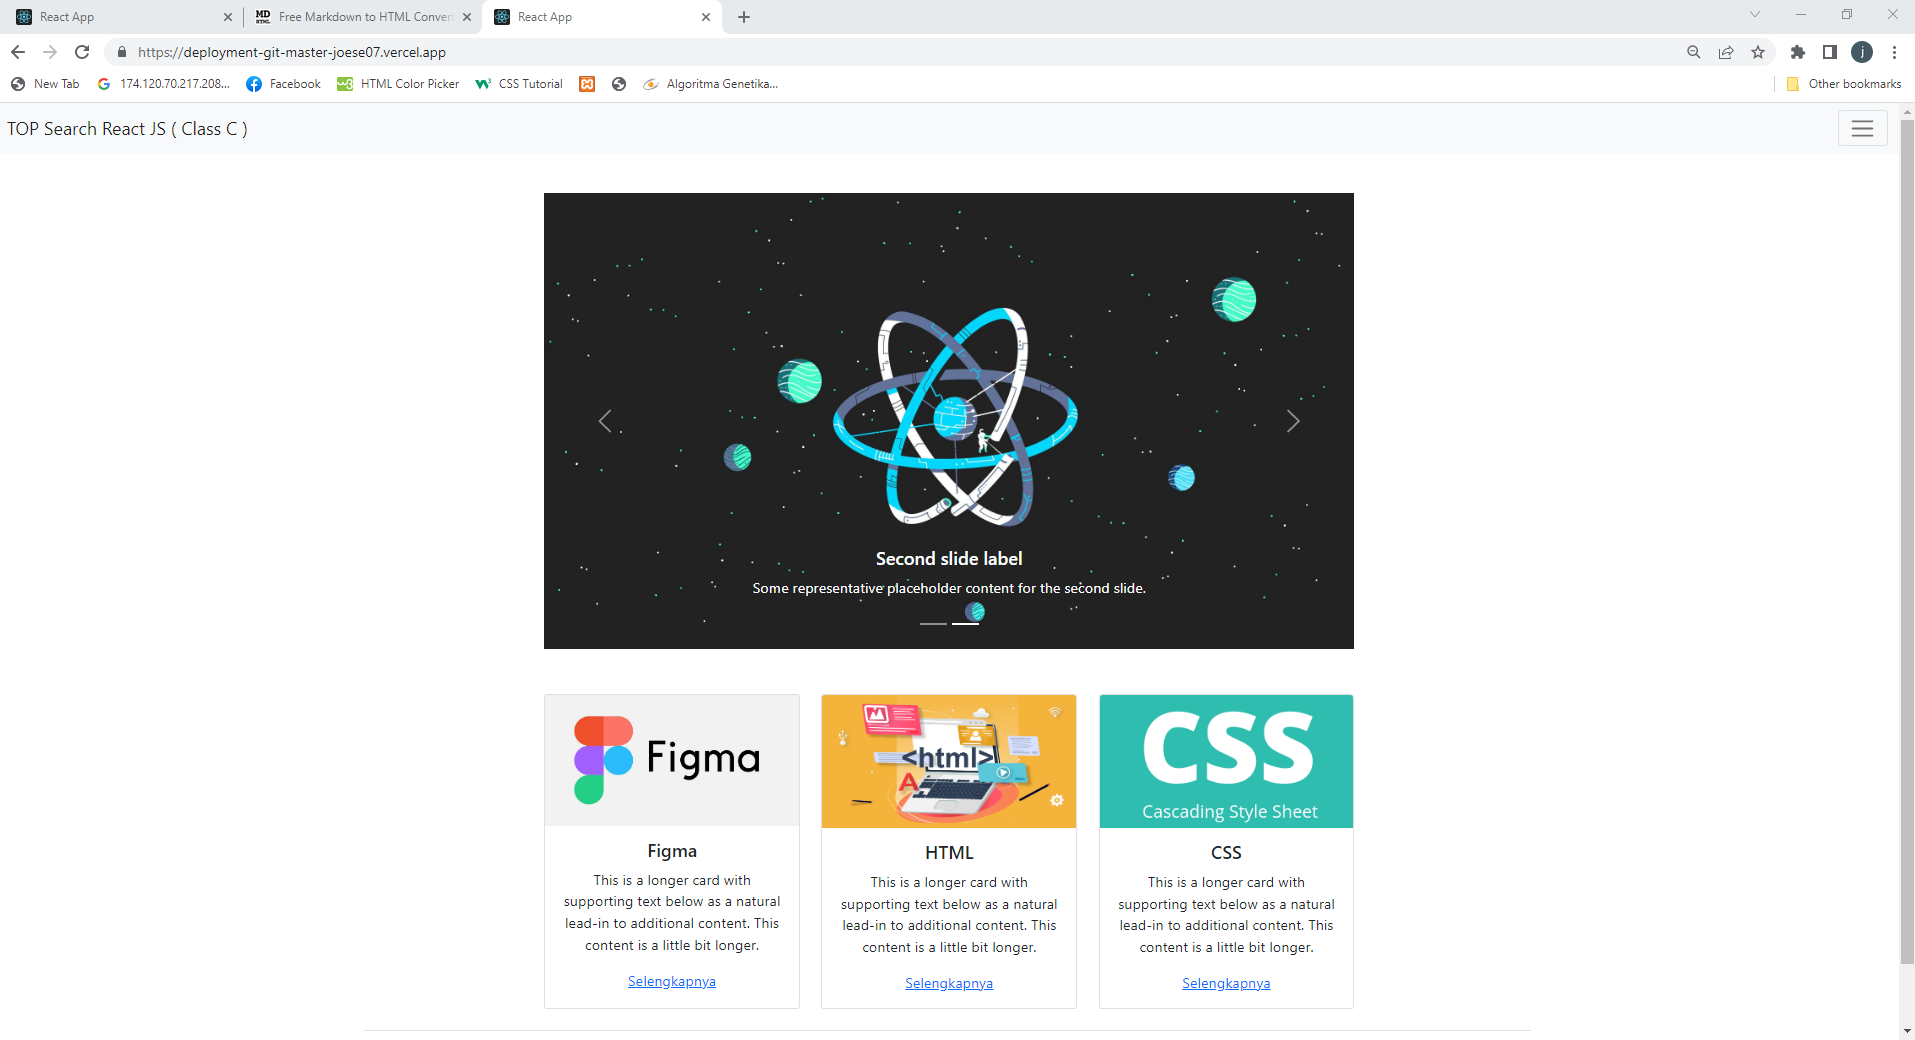 React App
MD
HTML
Free Markdown to HTML Conver
React App
https://deployment-git-master-joese07.vercel.app
j
New Tab
174.120.70.217.208...
Facebook
HTML Color Picker
CSS Tutorial
Algoritma Genetika...
Other bookmarks
TOP Search React JS ( Class C )
Second slide label
Some representative placeholder content for the second slide.
Figma
Figma
This is a longer card with
supporting text below as a natural
lead-in to additional content. This
content is a little bit longer.
Selengkapnya
<html>
A
HTML
This is a longer card with
supporting text below as a natural
lead-in to additional content. This
content is a little bit longer.
Selengkapnya
CSS
Cascading Style Sheet
CSS
This is a longer card with
supporting text below as a natural
lead-in to additional content. This
content is a little bit longer.
Selengkapnya